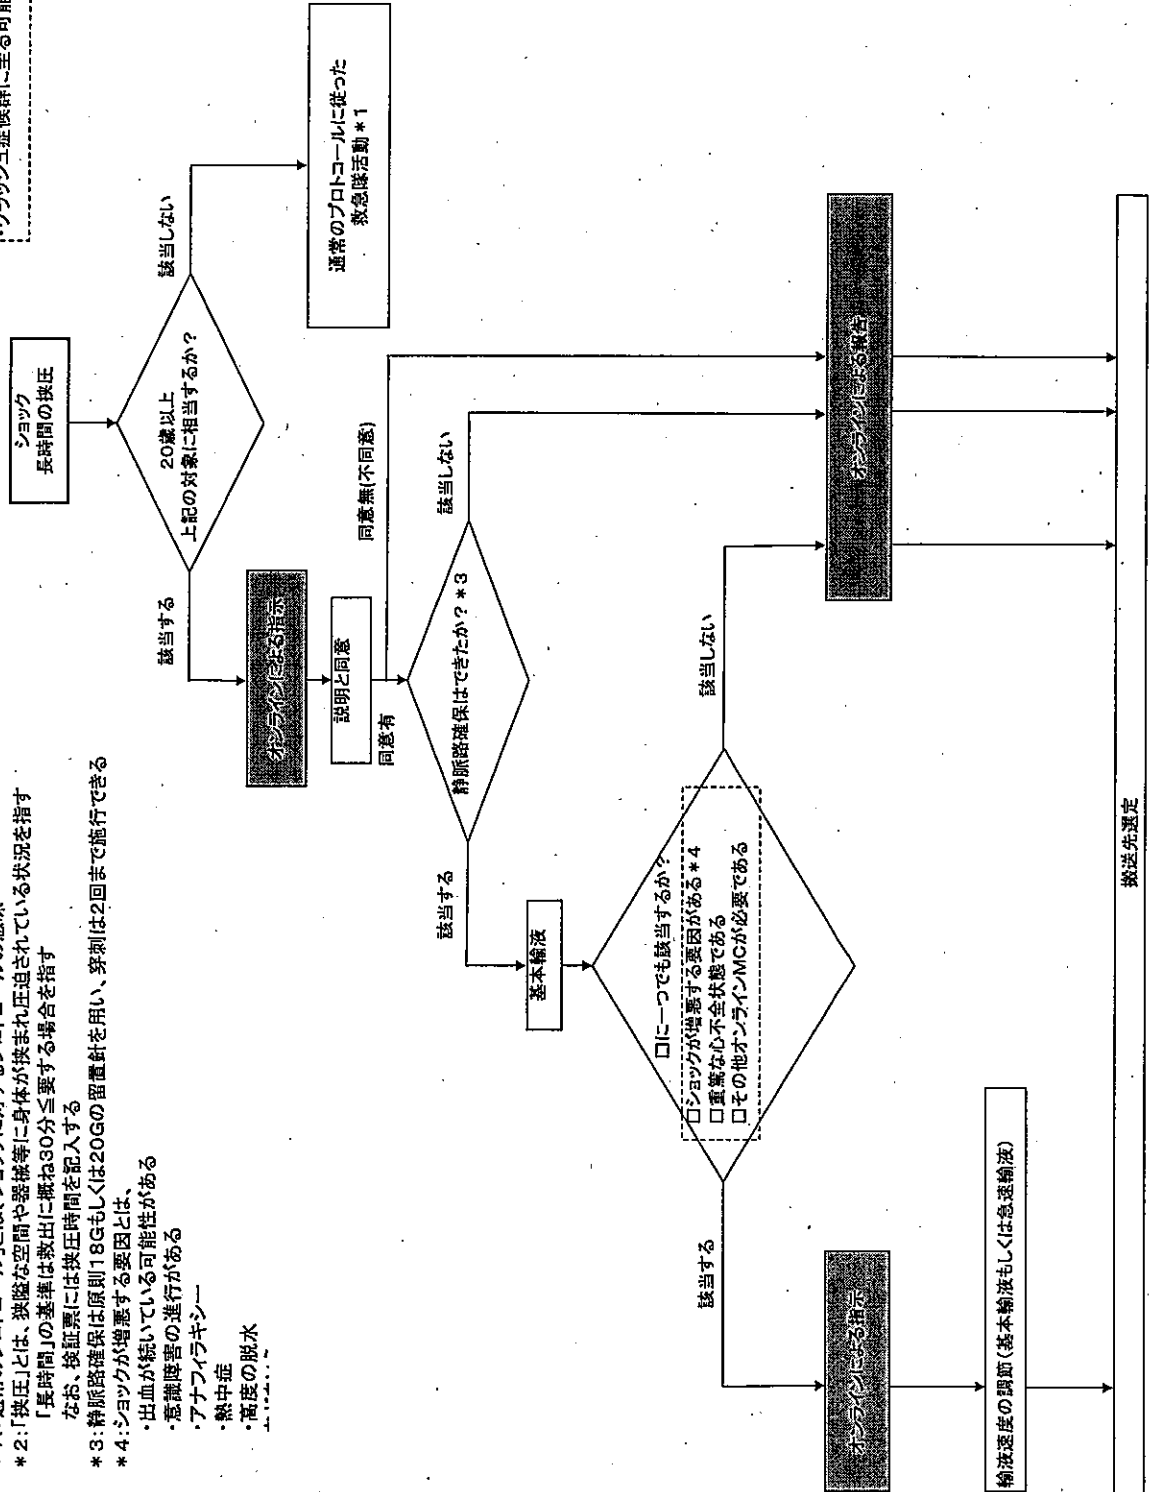 クラッシュ症候群に至る可能
ショック
長時間の挟圧
20歳以上
上記の対象に相当するか?
該当しない
通常のプロトコールに従った
救急隊活動*1
該当する
オンラインによる指示
説明と同意
同意無(不同意)
同意有
静脈路確保はできたか?*3
該当しない
該当する
基本輸液
□に一つでも該当するか?
□ショックが増悪する要因がある*4
□重篤な心不全状態である
□その他オンラインMCが必要である
該当しない
オンラインによる報告
該当する
オンラインによる指示
輸液速度の調節(基本輸液もしくは急速輸液)
搬送先選定
*2:「挟圧」とは、狭隘な空間や器械等に身体が挟まれ圧迫されている状況を指す
「長時間」の基準は救出に概ね30分≦要する場合を指す
なお、検証票には挟圧時間を記入する
*3:静脈路確保は原則18Gもしくは20Gの留置針を用い、穿刺は2回まで施行できる
*4:ショックが増悪する要因とは、
・出血が続いている可能性がある
・意識障害の進行がある
・アナフィラキシー
・熱中症
・高度の脱水